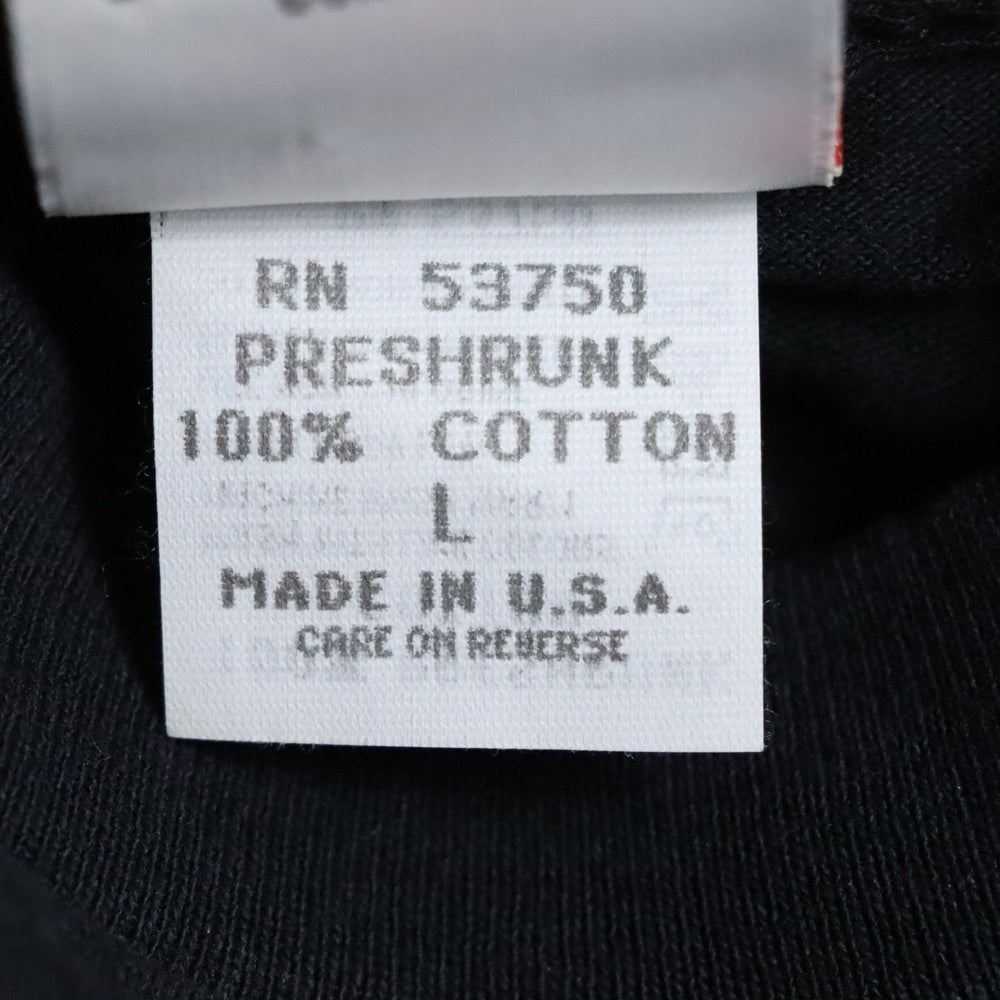 RN 53750
PRESHRUNK
100% COTTON
L
MADE IN U.S.A.
CARE ON REVERSE